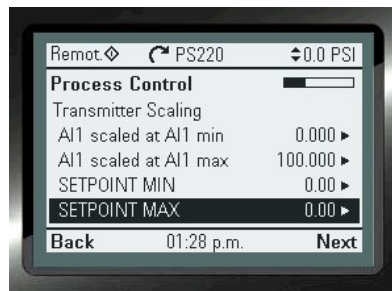 Remot. PS220 0.0 PSI
Process Control
Transmitter Scaling
AI1 scaled at AI1 min 0.000
AI1 scaled at AI1 max 100.000
SETPOINT MIN 0.00
SETPOINT MAX 0.00
Back 01:28 p.m. Next